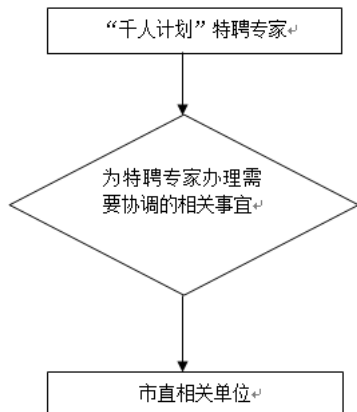 “千人计划”特聘专家
为特聘专家办理需
要协调的相关事宜
市直相关单位